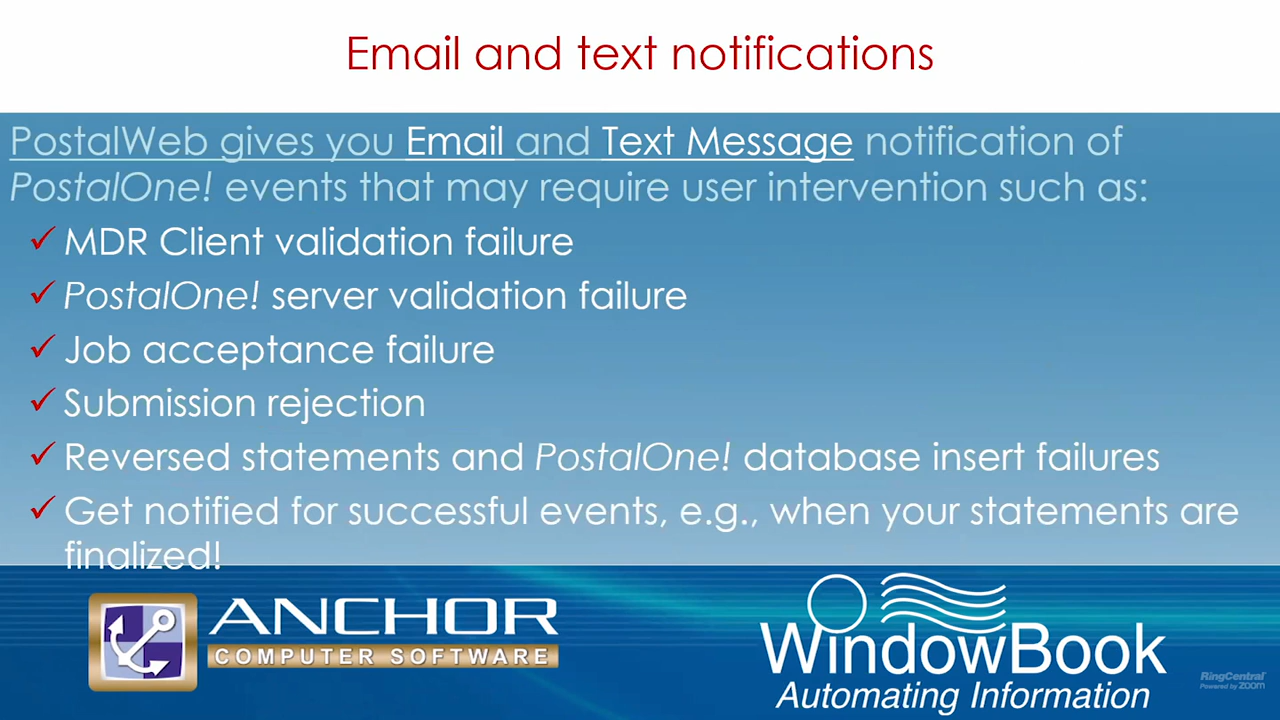 Email and text notifications
PostalWeb gives you Email and Text Message notification of
PostalOne! events that may require user intervention such as:
MDR Client validation failure
PostalOne! server validation failure
Job acceptance failure
Submission rejection
Reversed statements and PostalOne! database insert failures
Get notified for successful events, e.g., when your statements are
finalized!
ANCHOR
COMPUTER SOFTWARE
WindowBook
Automating Information
RingCentral
Powered by zoom